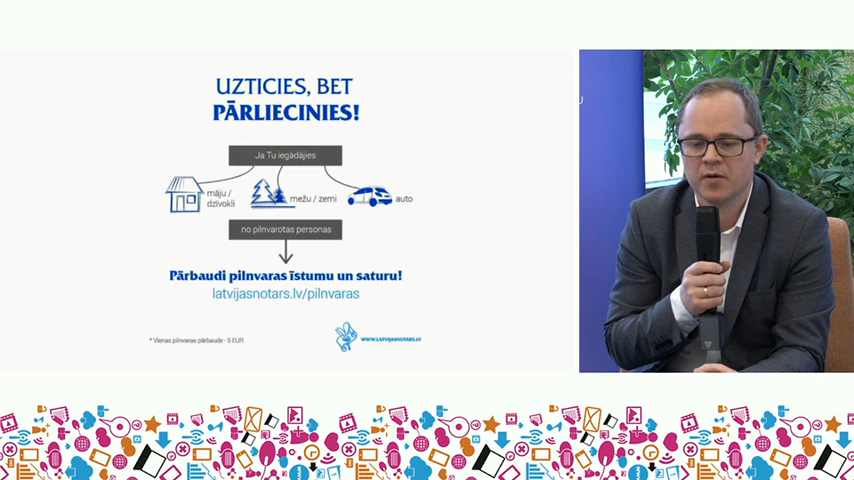 UZTICIES, BET
PĀRLIECINIES!
Ja Tu iegādājies
māju /
dzīvokli
mežu / zemi
auto
no pilnvarotas personas
Pārbaudi pilnvaras īstumu un saturu!
latvijasnotars.lv/pilnvaras
* Vienas pilnvaras pārbaude - 5 EUR
WWW.LATVIJASNOTARS.LV
U